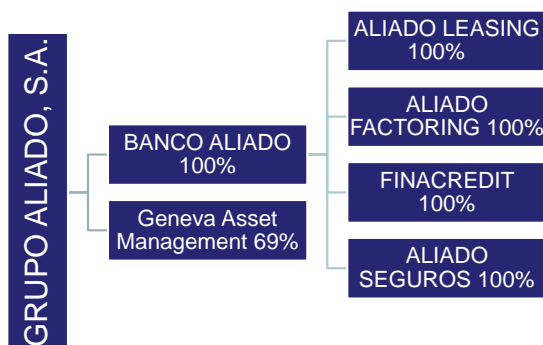 GRUPO ALIADO, S.A.
BANCO ALIADO
100%
Geneva Asset
Management 69%
ALIADO LEASING
100%
ALIADO
FACTORING 100%
FINACREDIT
100%
ALIADO
SEGUROS 100%